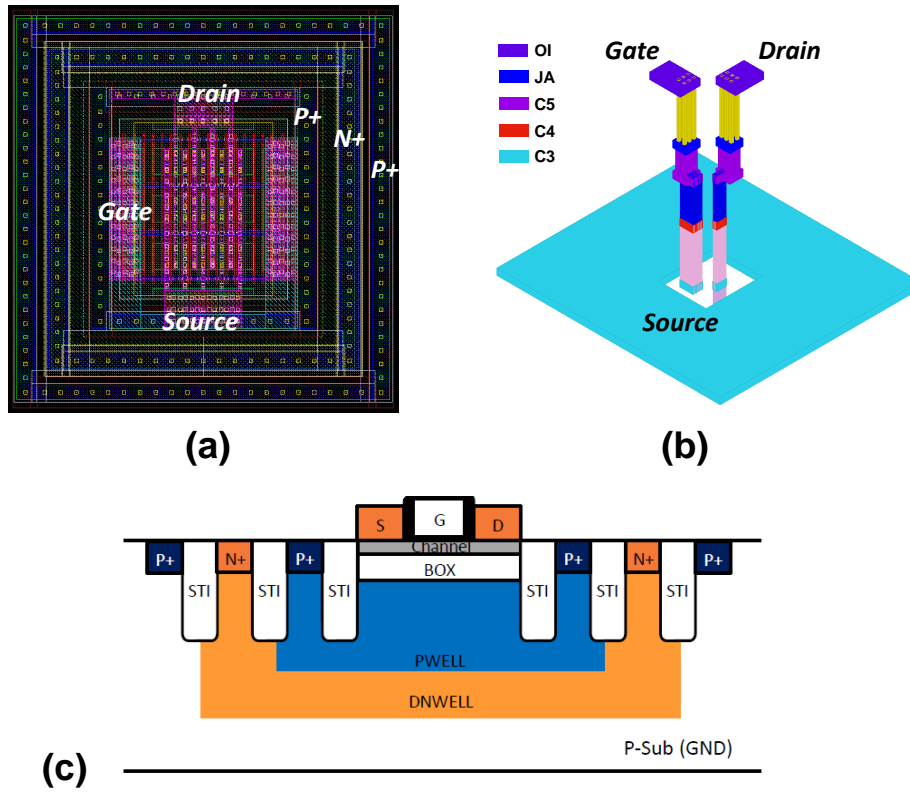 Drain
P+
N+
P+
Gate
Source
(a)
OI
JA
C5
C4
C3
Gate
Drain
Source
(b)
S
G
D
Channel
BOX
P+
STI
N+
STI
P+
STI
STI
P+
STI
N+
STI
P+
PWELL
DNWELL
P-Sub (GND)
(c)